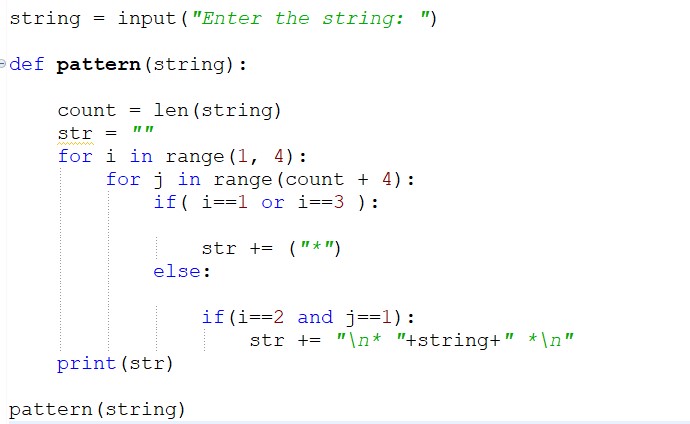 string = input("Enter the string: ")
def pattern(string):
    count = len(string)
    str = ""
    for i in range(1, 4):
        for j in range(count + 4):
            if( i==1 or i==3 ):
                str += ("*")
            else:
                if(i==2 and j==1):
                    str += "\n* "+string+" *\n"
    print(str)
pattern(string)